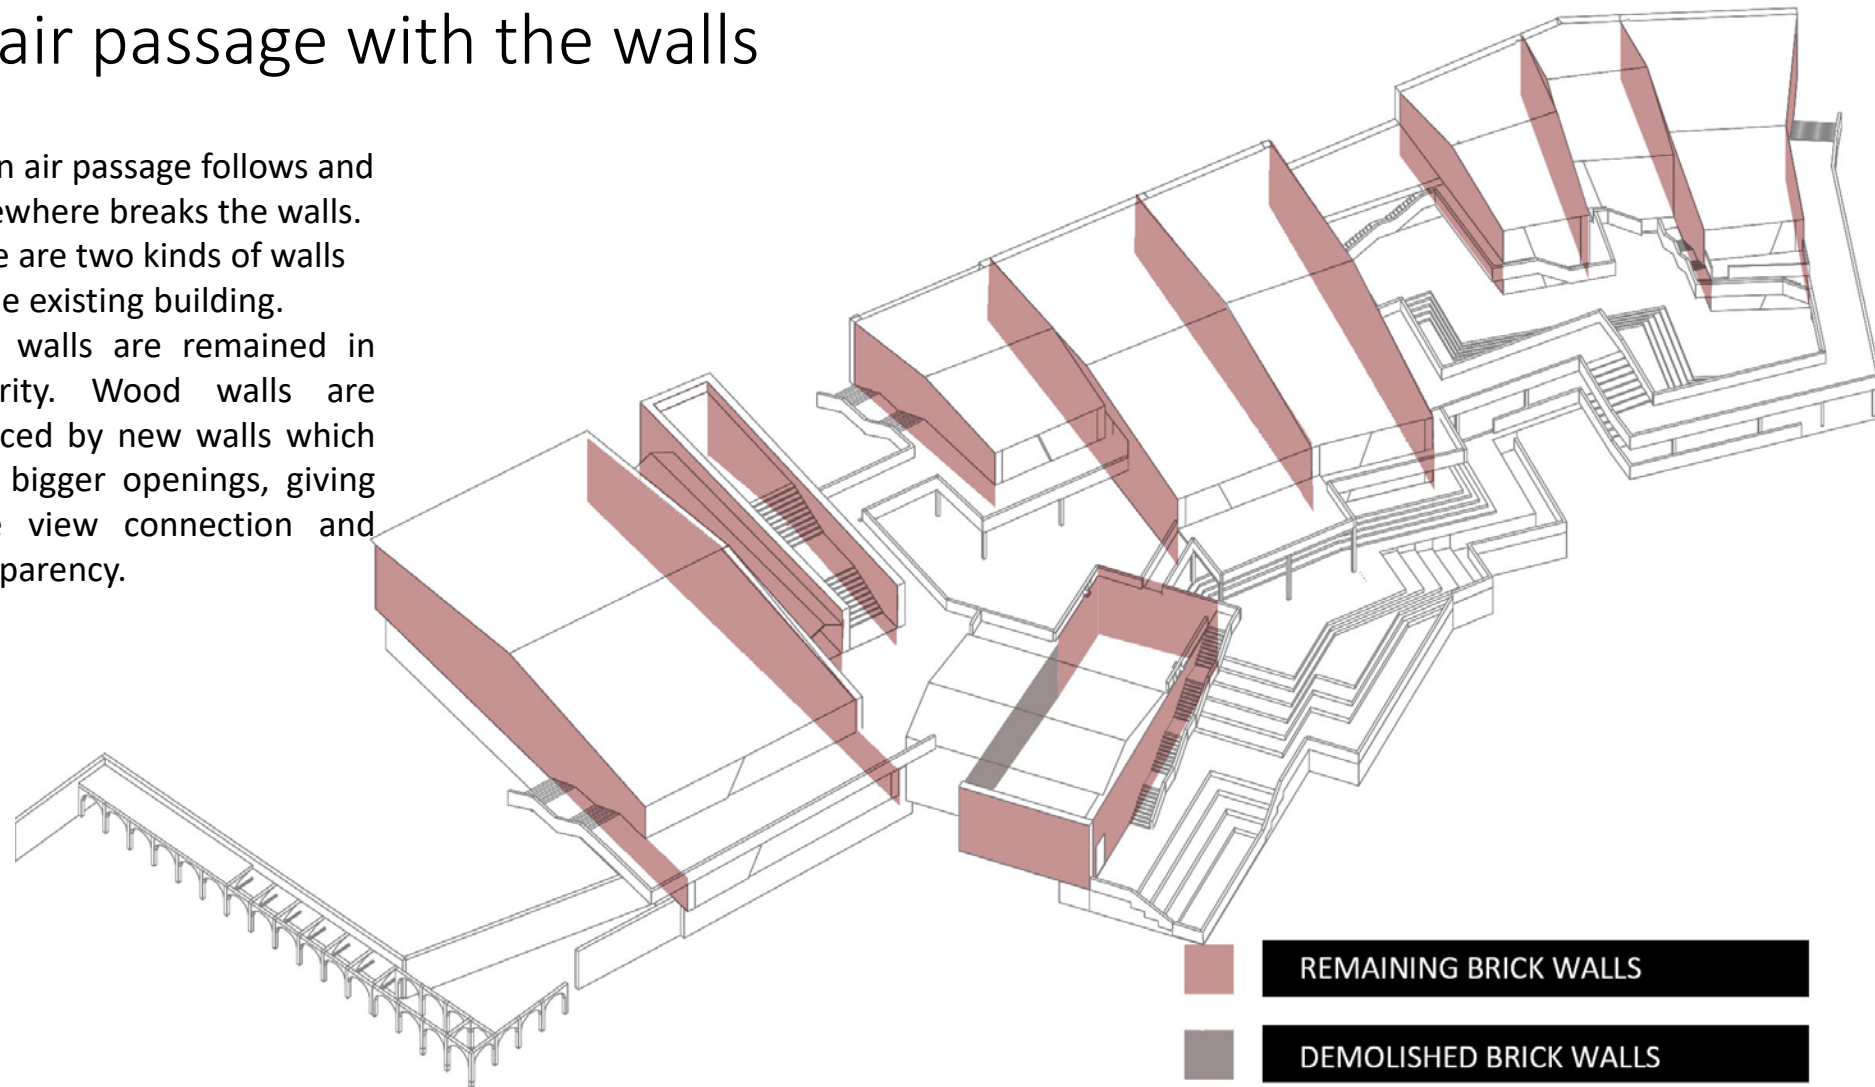 air passage with the walls
n air passage follows and
ewhere breaks the walls.
e are two kinds of walls
e existing building.
walls are remained in
rity. Wood walls are
ced by new walls which
bigger openings, giving
e view connection and
parency.
REMAINING BRICK WALLS
DEMOLISHED BRICK WALLS